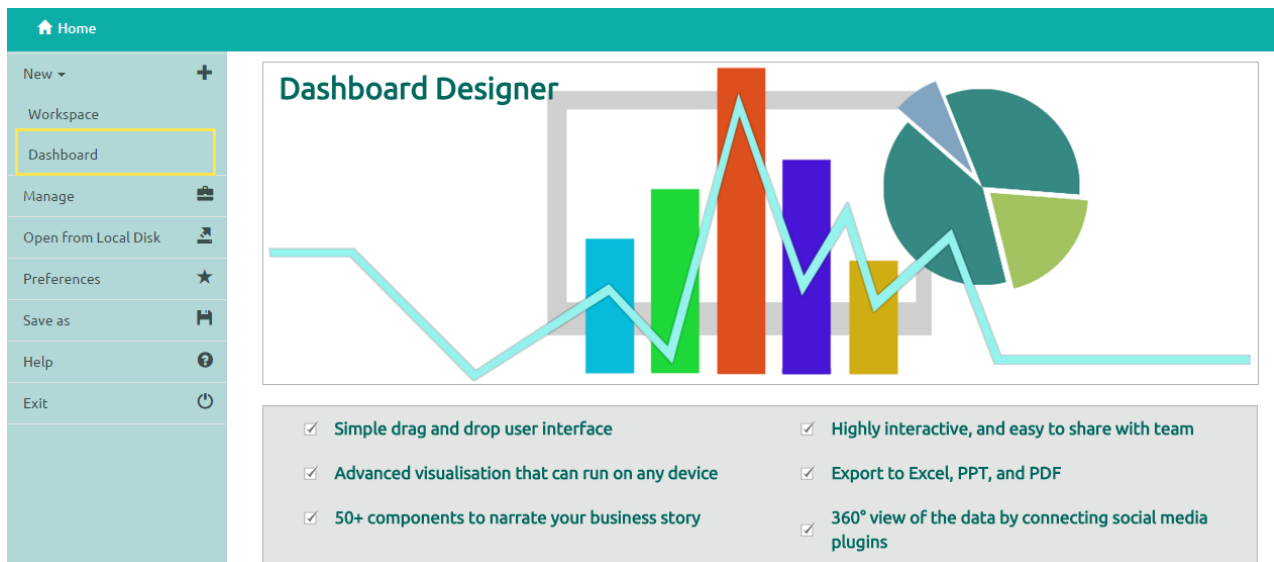 Home
New
Workspace
Dashboard
Manage
Open from Local Disk
Preferences
Save as
Help
Exit
Dashboard Designer
Simple drag and drop user interface
Advanced visualisation that can run on any device
50+ components to narrate your business story
Highly interactive, and easy to share with team
Export to Excel, PPT, and PDF
360° view of the data by connecting social media
plugins